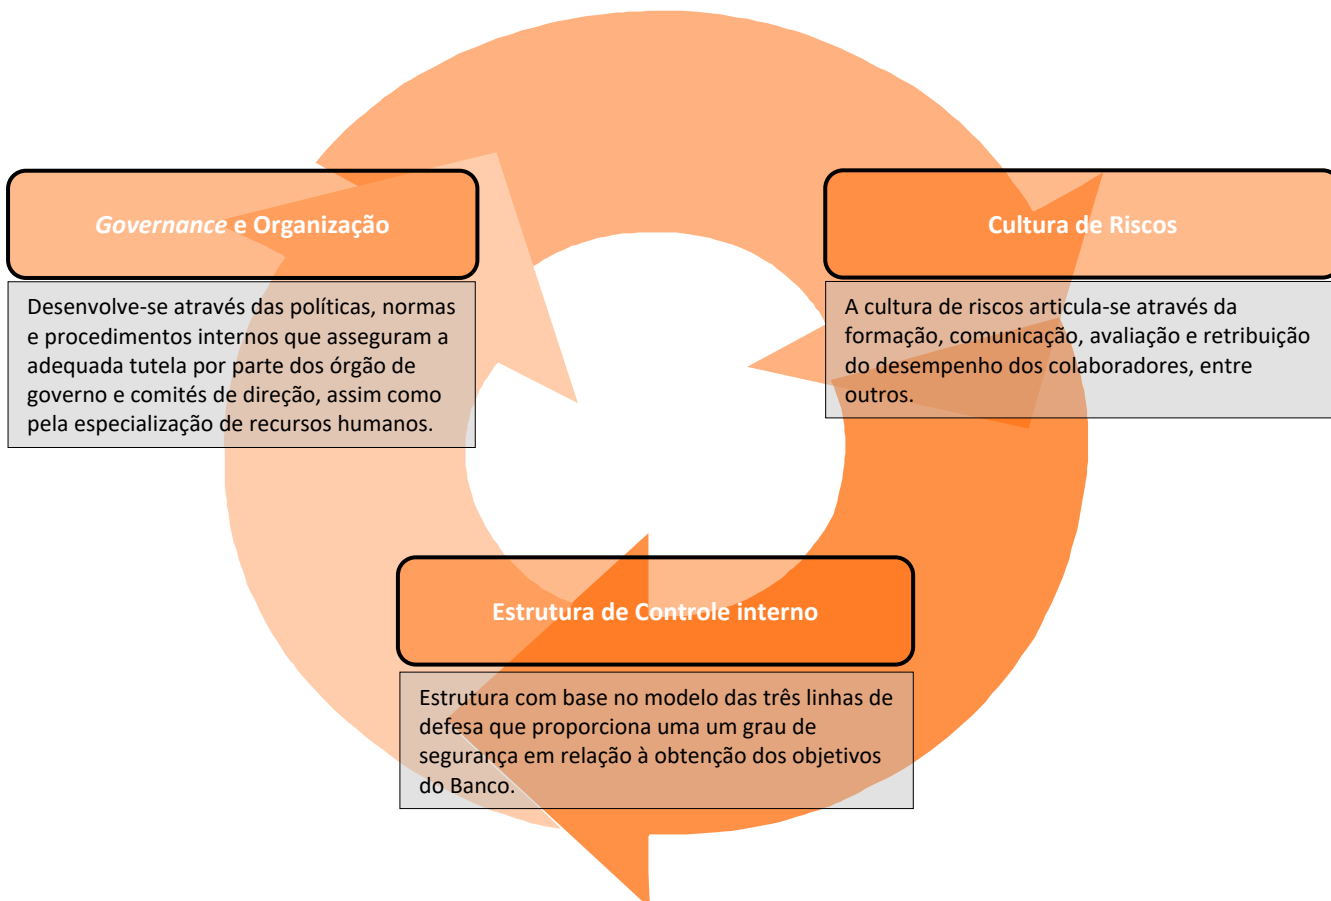 Governance e Organização
Desenvolve-se através das políticas, normas
e procedimentos internos que asseguram a
adequada tutela por parte dos órgão de
governo e comités de direção, assim como
pela especialização de recursos humanos.
Cultura de Riscos
A cultura de riscos articula-se através da
formação, comunicação, avaliação e retribuição
do desempenho dos colaboradores, entre
outros.
Estrutura de Controle interno
Estrutura com base no modelo das três linhas de
defesa que proporciona uma um grau de
segurança em relação à obtenção dos objetivos
do Banco.